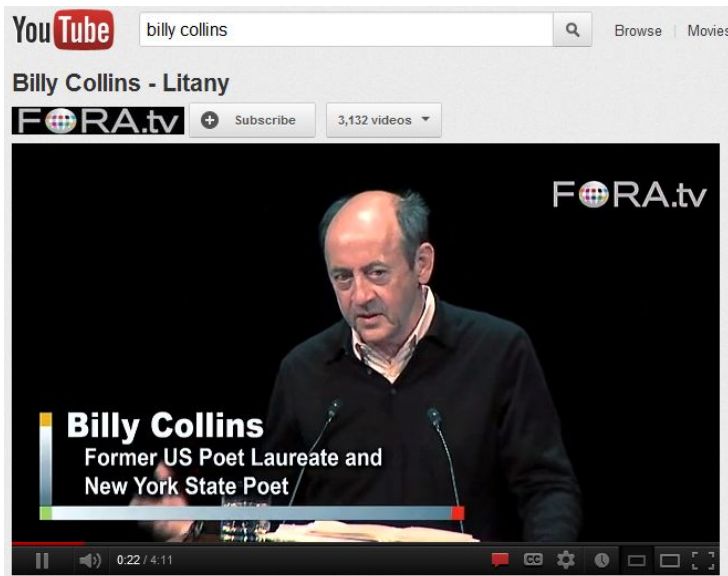 YouTube
billy collins
Browse
Movies
Billy Collins - Litany
FORA.tv
Subscribe
3,132 videos
FORA.tv
Billy Collins
Former US Poet Laureate and
New York State Poet
0:22 / 4:11
CC